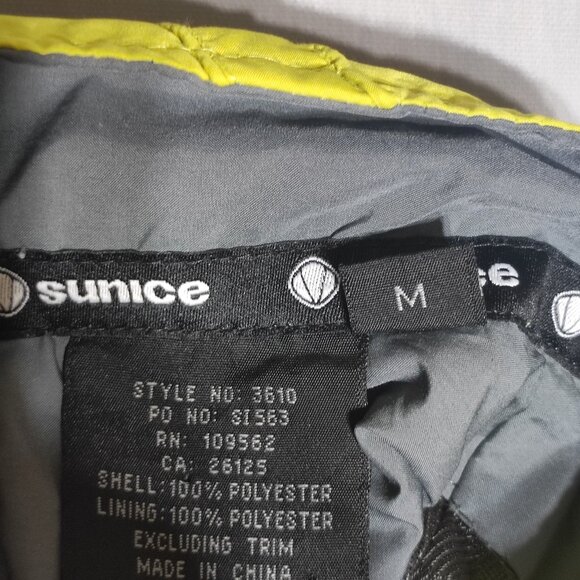 sunice
M
ce
STYLE NO: 3610
PO NO: SI563
RN: 109562
CA: 26125
SHELL:100% POLYESTER
LINING:100% POLYESTER
EXCLUDING TRIM
MADE IN CHINA